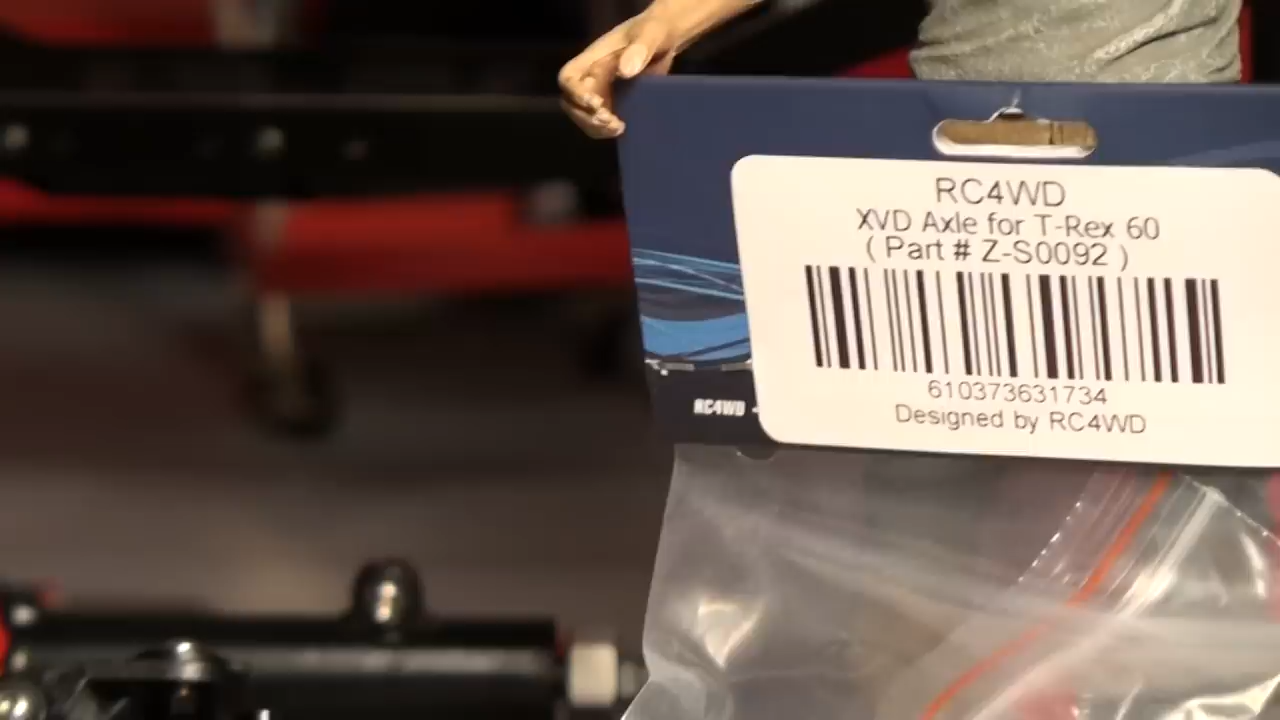 RC4WD
XVD Axle for T-Rex 60
( Part # Z-S0092 )
610373631734
Designed by RC4WD
RC4WD